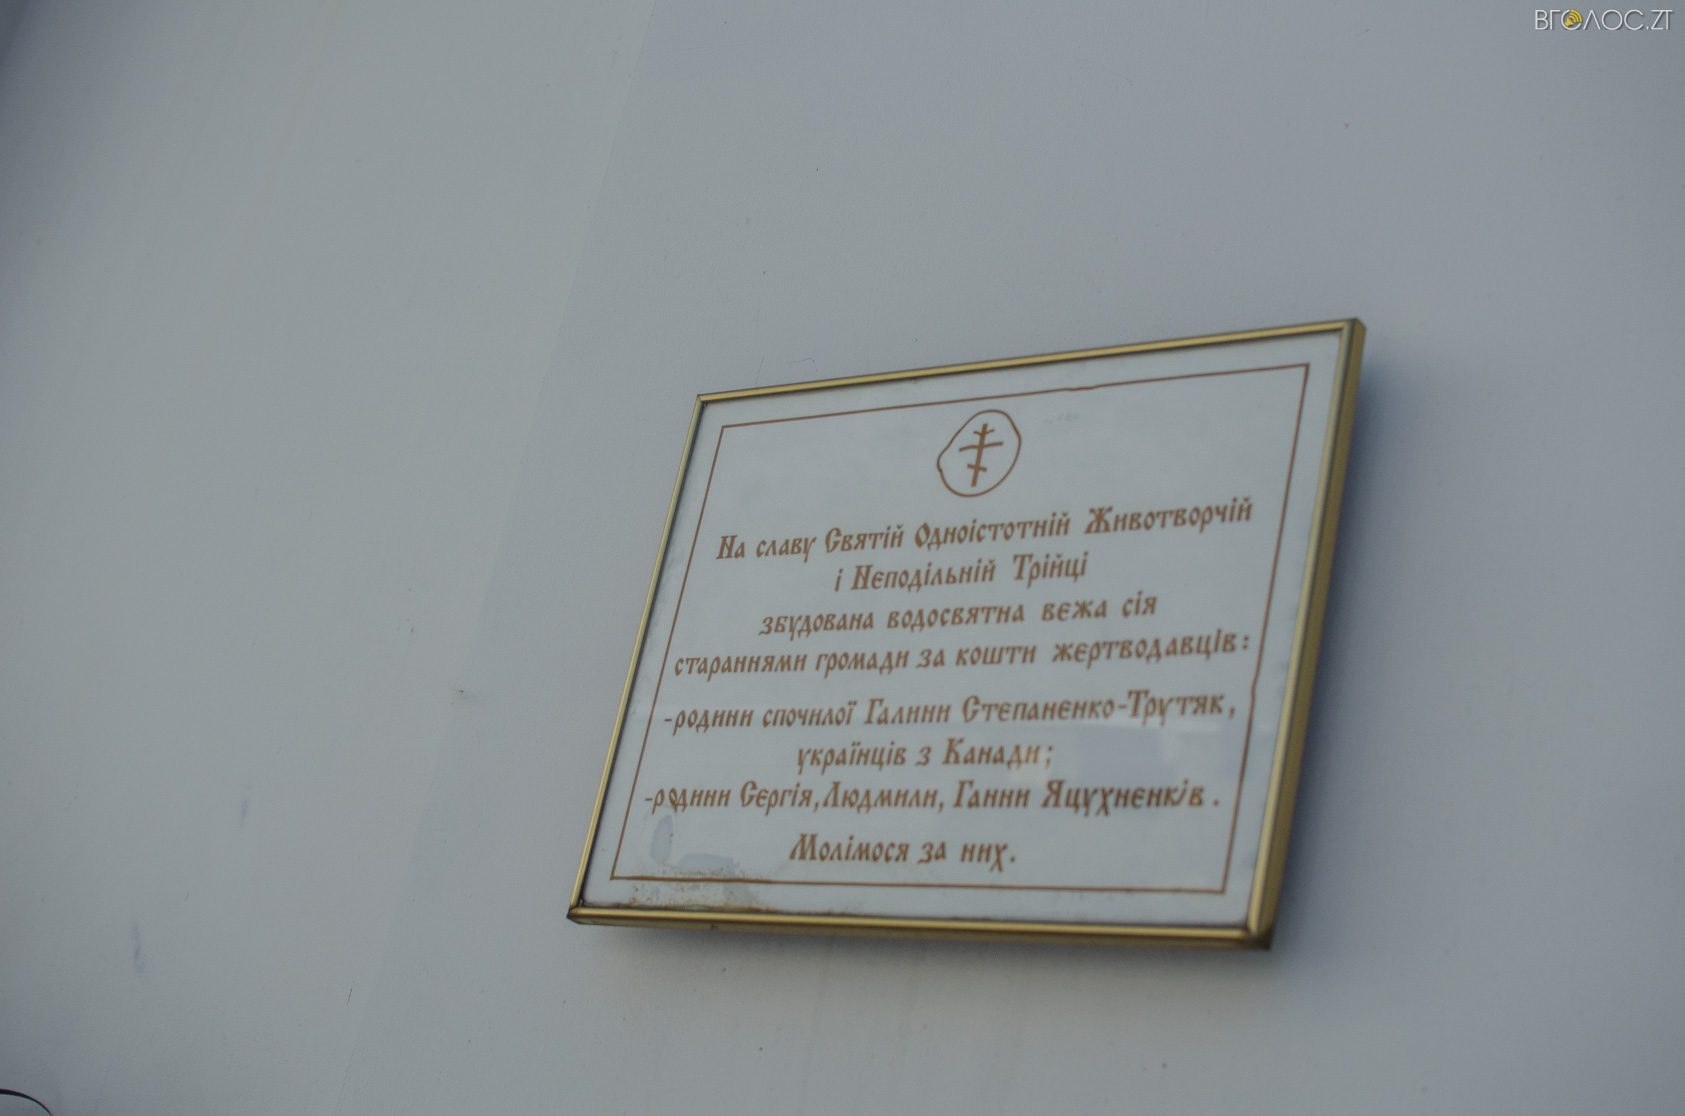 ВГОЛОС.ZT
На славу Святій Одноістотній Животворчій
і Неподільній Трійці
збудована водосвятна вежа сія
стараннями громади за кошти жертводавців:
-родини спочилої Галини Степаненко-Трутяк,
українців з Канади;
-родини Сергія, Людмили, Ганни Яцухненків.
Молімося за них.